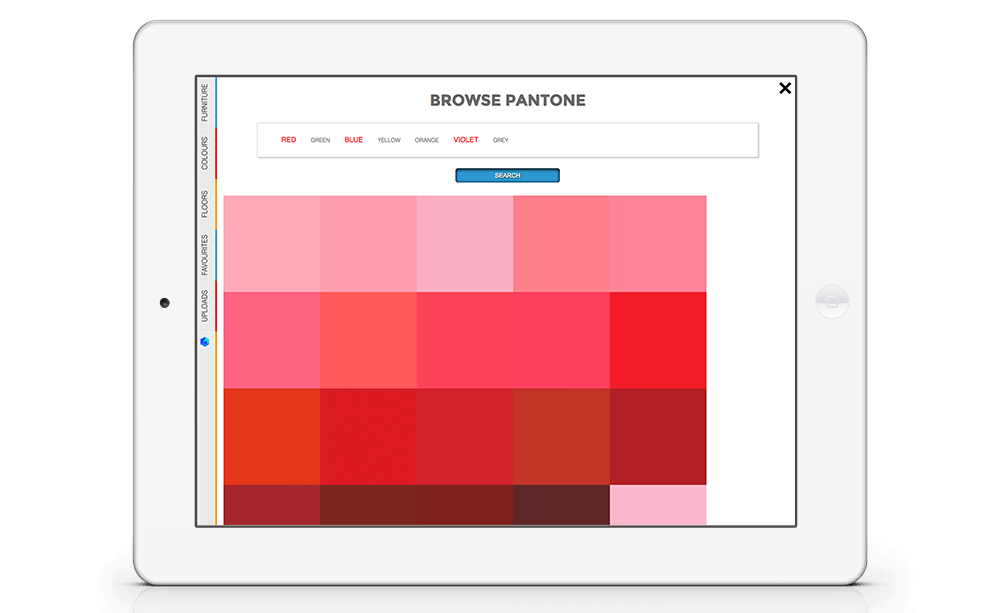 BROWSE PANTONE
RED GREEN BLUE YELLOW ORANGE VIOLET GREY
SEARCH
FURNITURE
COLOURS
FLOORS
FAVOURITES
UPLOADS